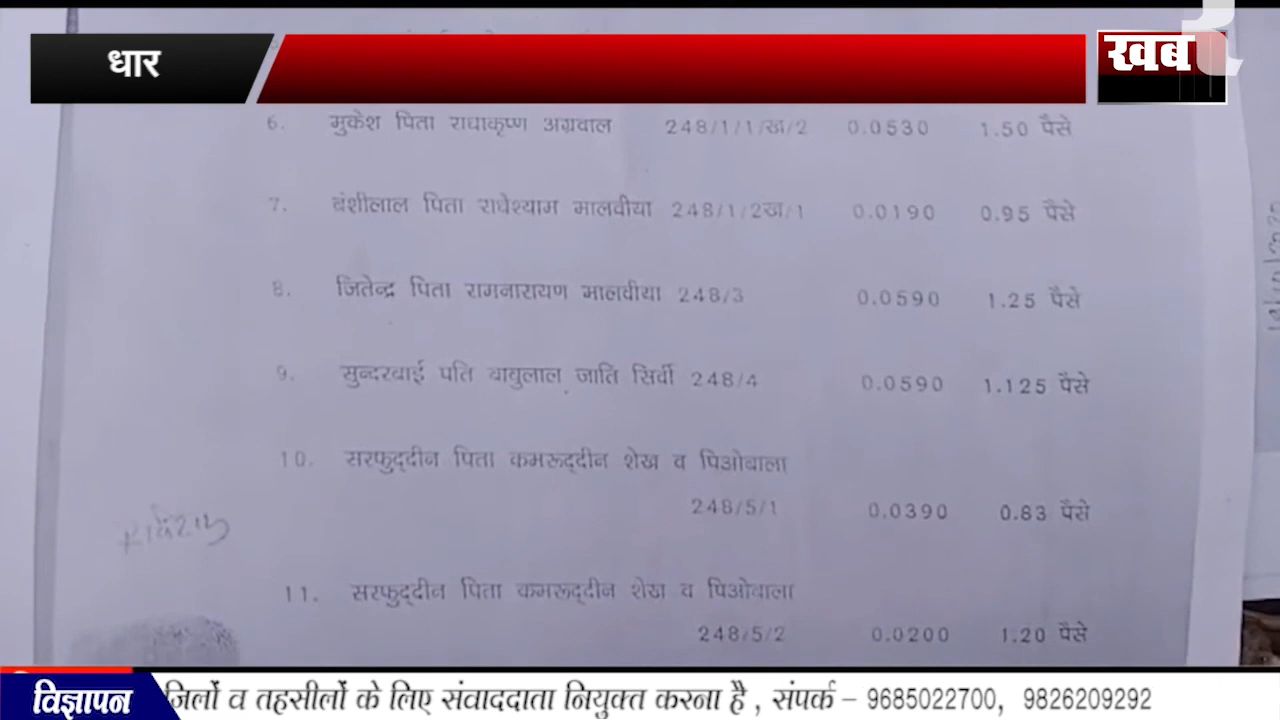 धार
खब
6. मुकेश पिता राधाकृष्ण अग्रवाल 248/1/1/ख/2 0.0530 1.50 पैसे
7. बंशीलाल पिता राधेश्याम मालवीया 248/1/2ख/1 0.0190 0.95 पैसे
8. जितेन्द्र पिता रामनारायण मालवीया 248/3 0.0590 1.25 पैसे
9. सुन्दरबाई पति बाबुलाल जाति सिर्वी 248/4 0.0590 1.125 पैसे
10. सरफुद्‌दीन पिता कमरूद्‌दीन शेख व पिओबाला
248/5/1 0.0390 0.83 पैसे
11. सरफुद्‌दीन पिता कमरूद्‌दीन शेख व पिओबाला
248/5/2 0.0200 1.20 पैसे
विज्ञापन जिलों व तहसीलों के लिए संवाददाता नियुक्त करना है , संपर्क – 9685022700, 9826209292